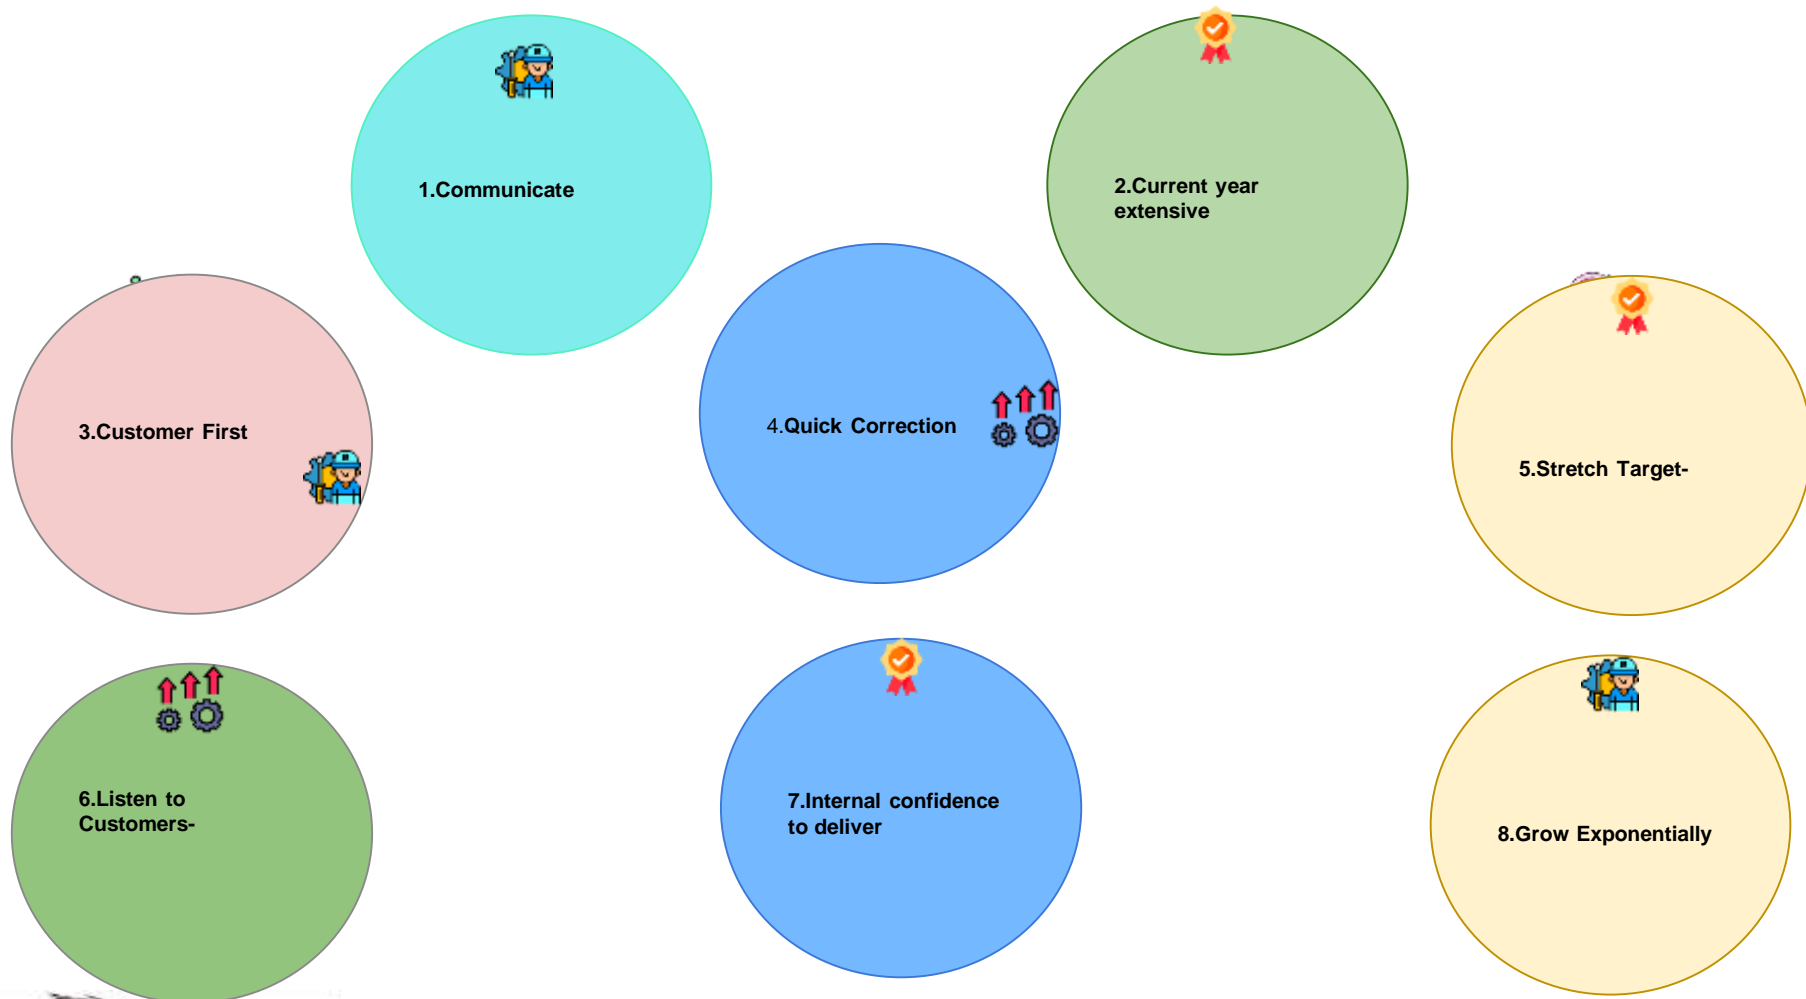 1.Communicate
2.Current year
extensive
3.Customer First
4.Quick Correction
5.Stretch Target-
6.Listen to
Customers-
7.Internal confidence
to deliver
8.Grow Exponentially